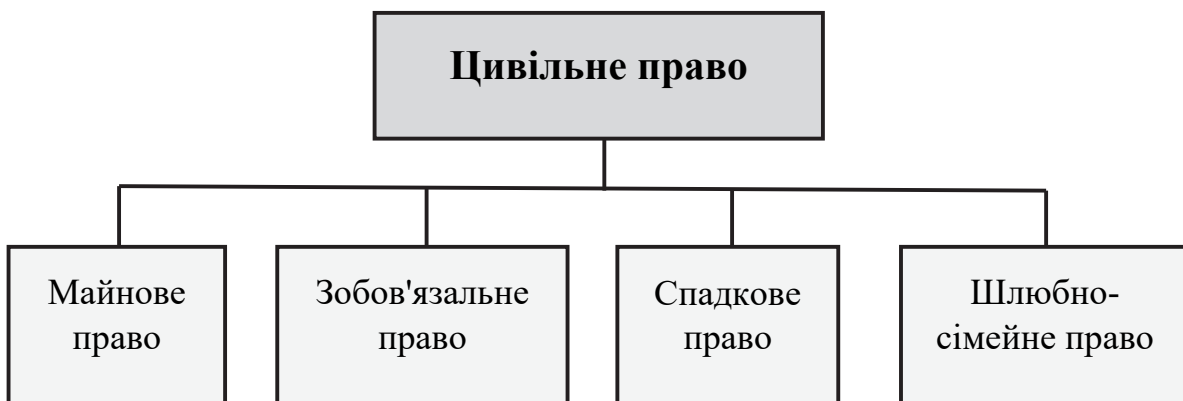 Цивільне право
Майнове
право
Зобов'язальне
право
Спадкове
право
Шлюбно-
сімейне право